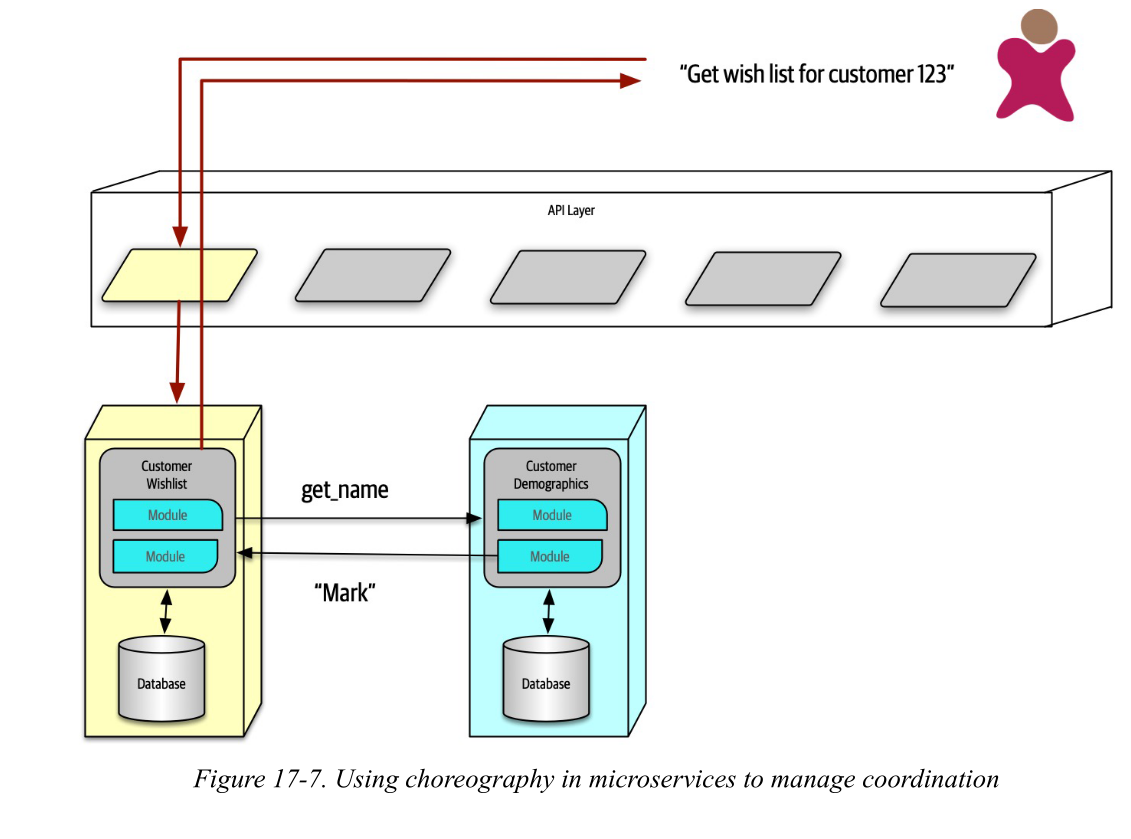 “Get wish list for customer 123”
API Layer
Customer
Wishlist
Module
Module
Database
get_name
“Mark”
Customer
Demographics
Module
Module
Database
Figure 17-7. Using choreography in microservices to manage coordination